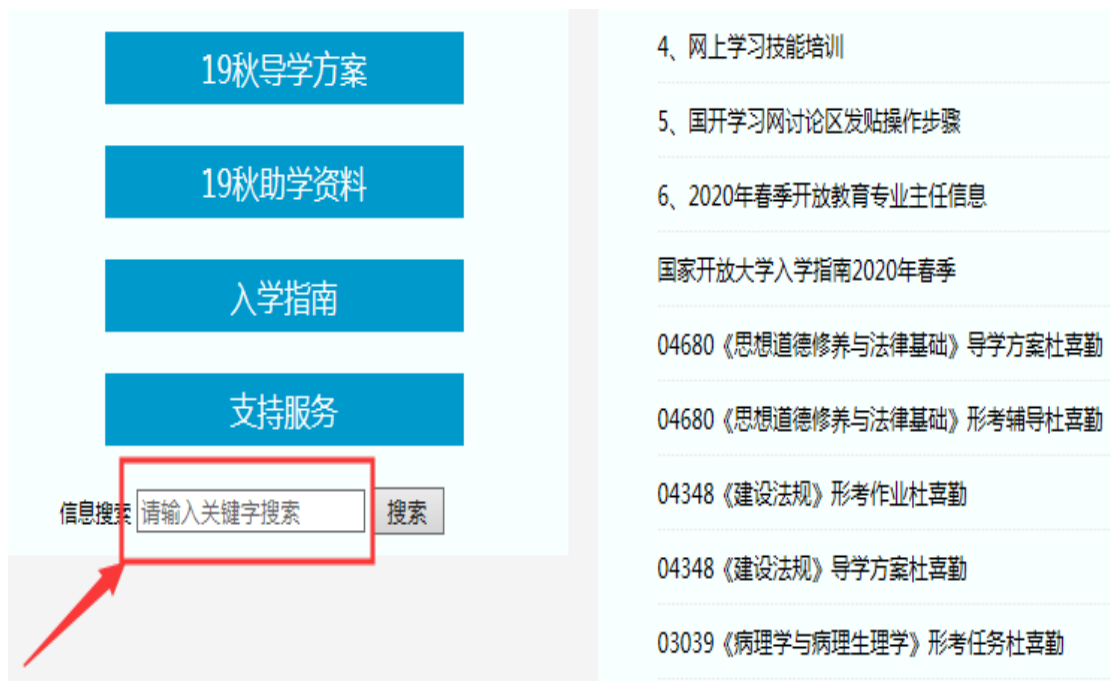 19秋导学方案
19秋助学资料
入学指南
支持服务
信息搜索 请输入关键字搜索 搜索
4、网上学习技能培训
5、国开学习网讨论区发贴操作步骤
6、2020年春季开放教育专业主任信息
国家开放大学入学指南2020年春季
04680《思想道德修养与法律基础》导学方案杜喜勤
04680《思想道德修养与法律基础》形考辅导杜喜勤
04348《建设法规》形考作业杜喜勤
04348《建设法规》导学方案杜喜勤
03039《病理学与病理生理学》形考任务杜喜勤